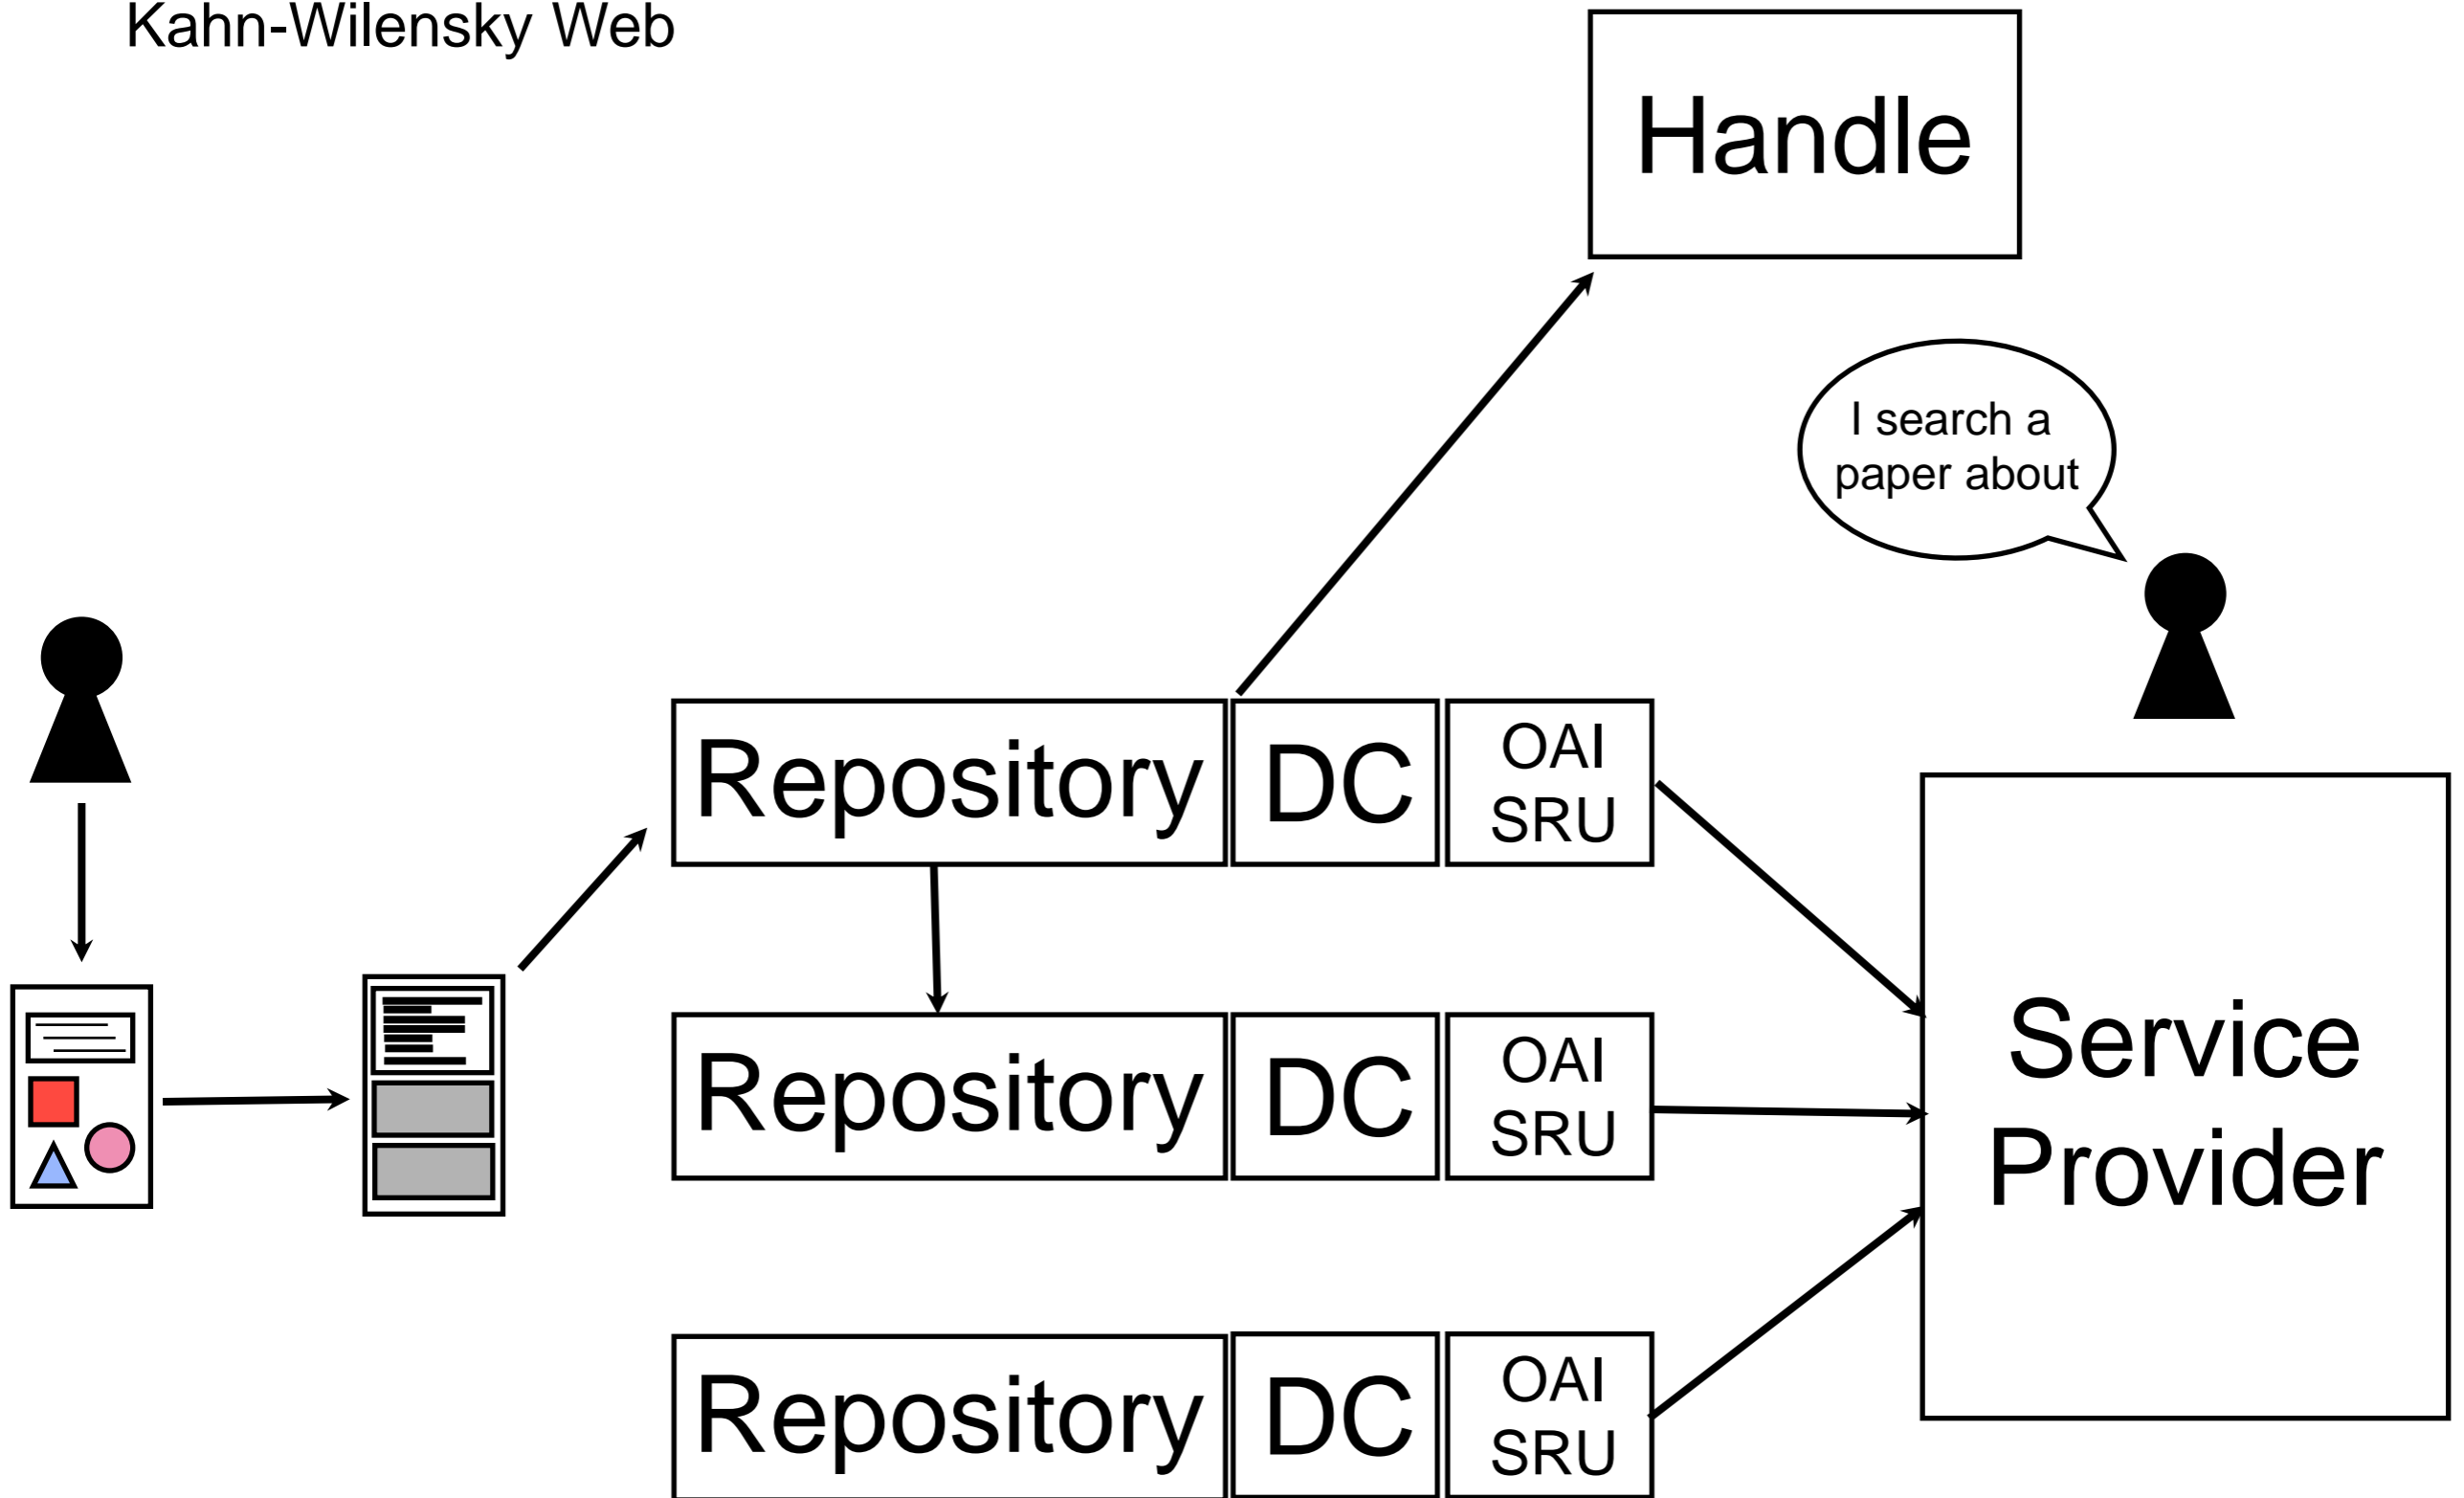 Kahn-Wilensky Web
Handle
I search a
paper about
Repository DC OAI
SRU
Repository DC OAI
SRU
Service
Provider
Repository DC OAI
SRU